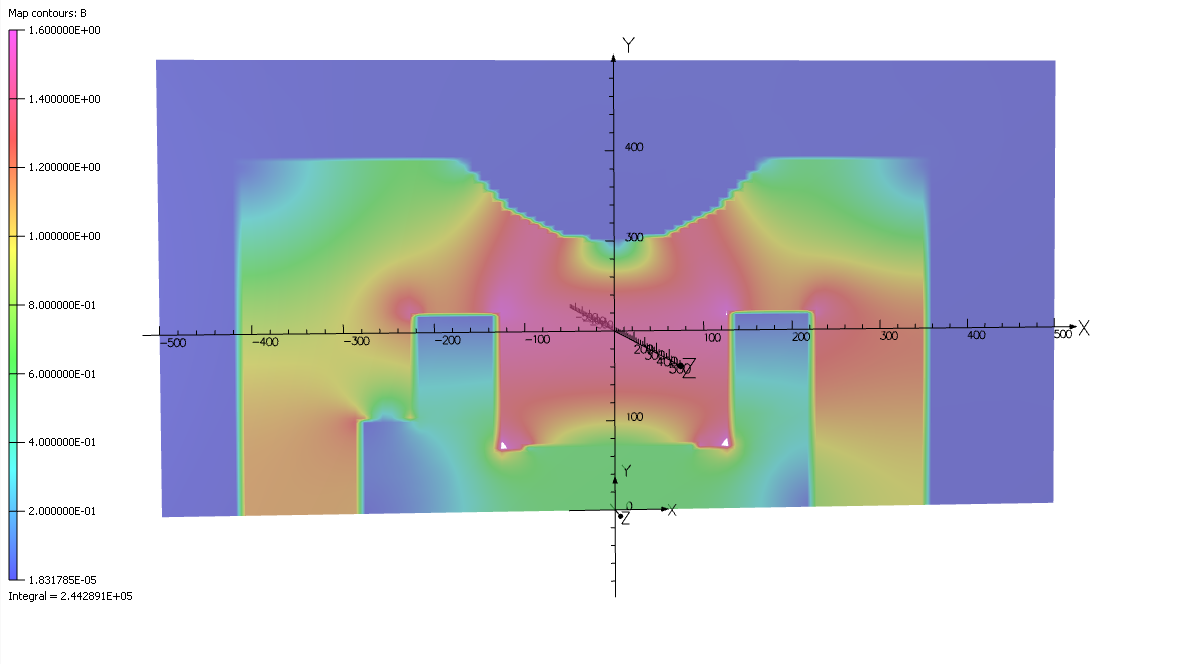 Map contours: B
1.600000E+00
1.400000E+00
1.200000E+00
1.000000E+00
8.000000E-01
6.000000E-01
4.000000E-01
2.000000E-01
1.831785E-05
Integral = 2.442891E+05
Y
400
300
X
-500
-400
-300
-200
-100
100
200
300
400
500
Z
100
Y
0
X
Z